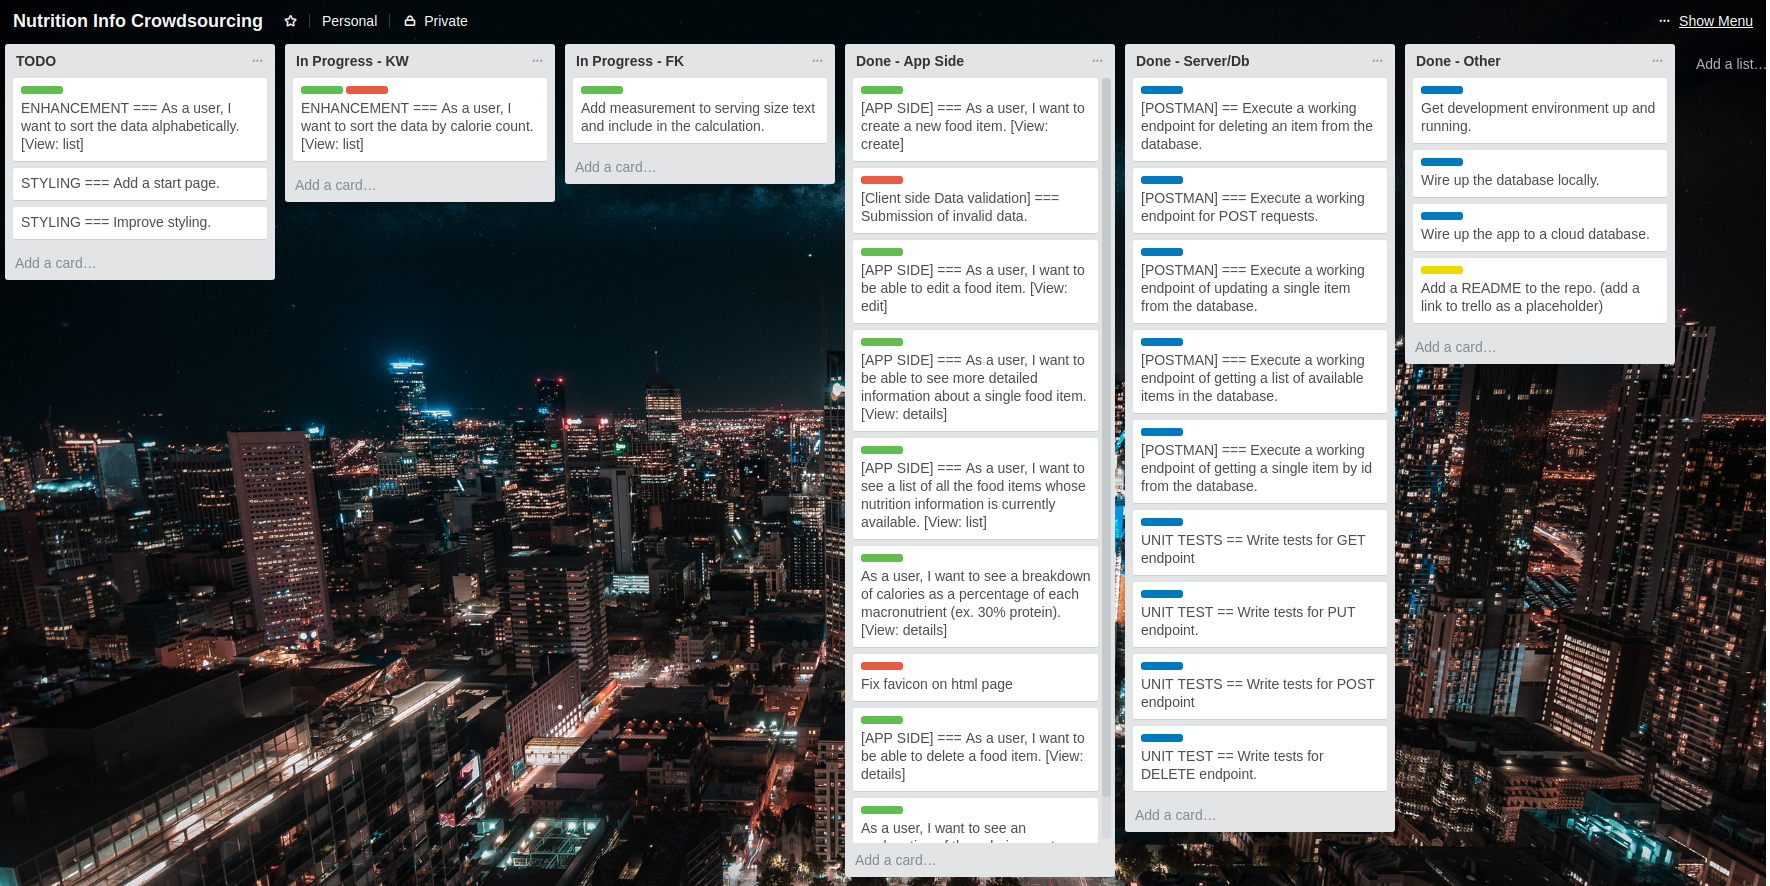 Nutrition Info Crowdsourcing
Personal
Private
Show Menu
TODO
ENHANCEMENT === As a user, I
want to sort the data alphabetically.
[View: list]
STYLING === Add a start page.
STYLING === Improve styling.
Add a card…
In Progress - KW
ENHANCEMENT === As a user, I
want to sort the data by calorie count.
[View: list]
Add a card…
In Progress - FK
Add measurement to serving size text
and include in the calculation.
Add a card…
Done - App Side
[APP SIDE] === As a user, I want to
create a new food item. [View:
create]
[Client side Data validation] ===
Submission of invalid data.
[APP SIDE] === As a user, I want to
be able to edit a food item. [View:
edit]
[APP SIDE] === As a user, I want to
be able to see more detailed
information about a single food item.
[View: details]
[APP SIDE] === As a user, I want to
see a list of all the food items whose
nutrition information is currently
available. [View: list]
As a user, I want to see a breakdown
of calories as a percentage of each
macronutrient (ex. 30% protein).
[View: details]
Fix favicon on html page
[APP SIDE] === As a user, I want to
be able to delete a food item. [View:
details]
As a user, I want to see an
Add a card…
Done - Server/Db
[POSTMAN] == Execute a working
endpoint for deleting an item from the
database.
[POSTMAN] === Execute a working
endpoint for POST requests.
[POSTMAN] === Execute a working
endpoint of updating a single item
from the database.
[POSTMAN] === Execute a working
endpoint of getting a list of available
items in the database.
[POSTMAN] === Execute a working
endpoint of getting a single item by id
from the database.
UNIT TESTS == Write tests for GET
endpoint
UNIT TEST == Write tests for PUT
endpoint.
UNIT TESTS == Write tests for POST
endpoint
UNIT TEST == Write tests for
DELETE endpoint.
Add a card…
Done - Other
Get development environment up and
running.
Wire up the database locally.
Wire up the app to a cloud database.
Add a README to the repo. (add a
link to trello as a placeholder)
Add a card…
Add a list…